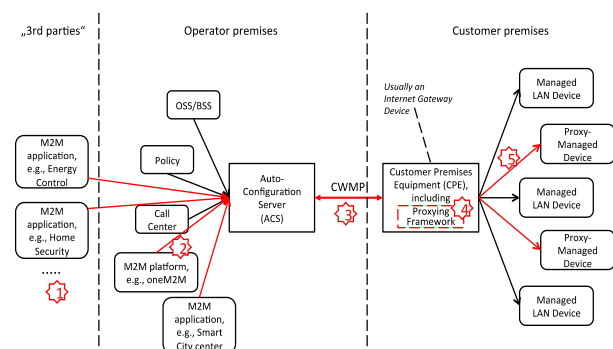 „3rd parties“
Operator premises
Customer premises
Usually an
Internet Gateway
Device
OSS/BSS
Policy
Call
Center
M2M
application,
e.g., Energy
Control
M2M
application,
e.g., Home
Security
.....
1
2
M2M platform,
e.g., oneM2M
M2M
application,
e.g., Smart
City center
Auto-
Configuration
Server
(ACS)
CWMP
3
Customer Premises
Equipment (CPE),
including
Proxying
Framework
4
5
Managed
LAN Device
Proxy-
Managed
Device
Managed
LAN Device
Proxy-
Managed
Device
Managed
LAN Device